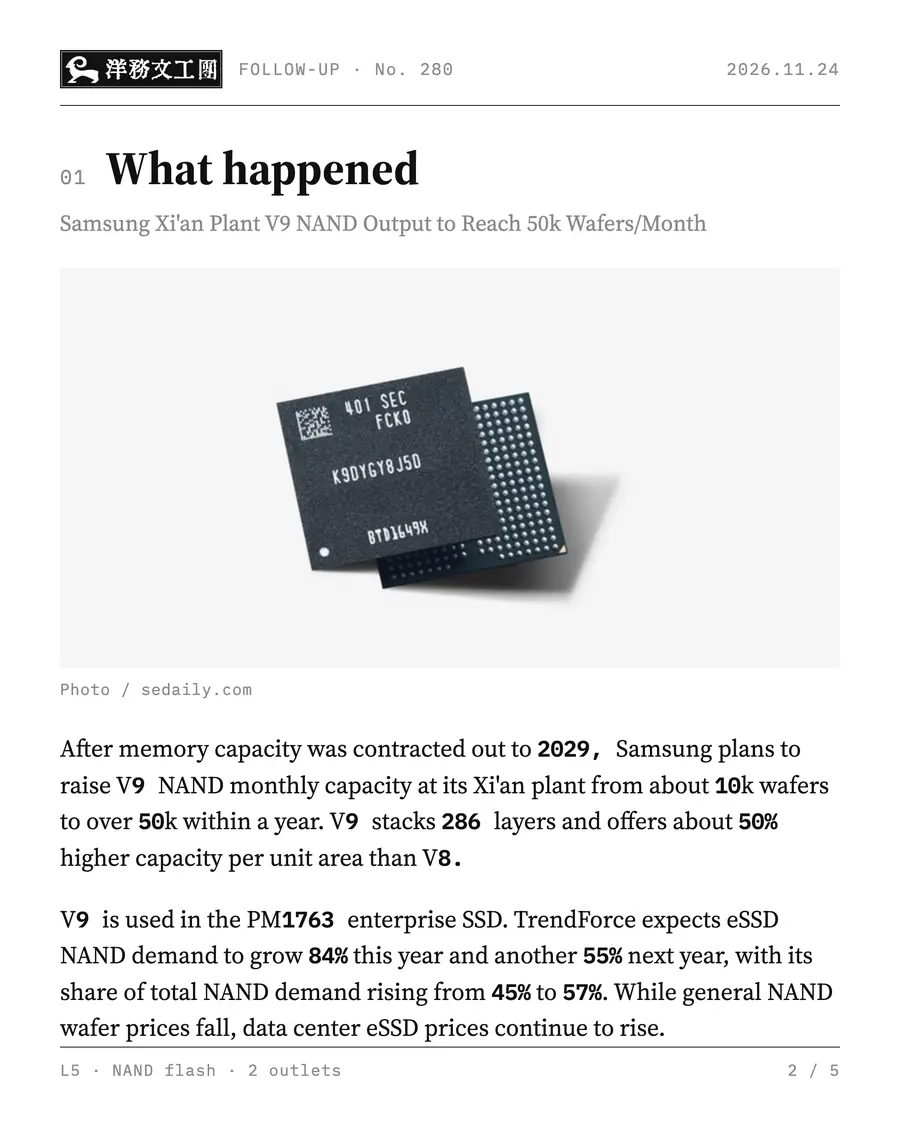 洋務文工團 FOLLOW-UP · No. 280 2026.11.24
01 What happened
Samsung Xi'an Plant V9 NAND Output to Reach 50k Wafers/Month
401 SEC
FCKO
K9DYGY8J5D
BTD1649X
Photo / sedaily.com
After memory capacity was contracted out to 2029, Samsung plans to
raise V9 NAND monthly capacity at its Xi'an plant from about 10k wafers
to over 50k within a year. V9 stacks 286 layers and offers about 50%
higher capacity per unit area than V8.
V9 is used in the PM1763 enterprise SSD. TrendForce expects eSSD
NAND demand to grow 84% this year and another 55% next year, with its
share of total NAND demand rising from 45% to 57%. While general NAND
wafer prices fall, data center eSSD prices continue to rise.
L5 · NAND flash · 2 outlets 2 / 5